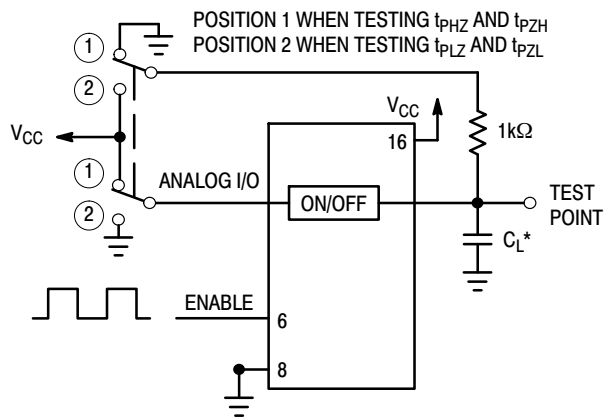 POSITION 1 WHEN TESTING tPHZ AND tPZH
POSITION 2 WHEN TESTING tPLZ AND tPZL
1
2
VCC
VCC
16
1kΩ
1
ANALOG I/O
ON/OFF
TEST
POINT
2
CL*
ENABLE
6
8